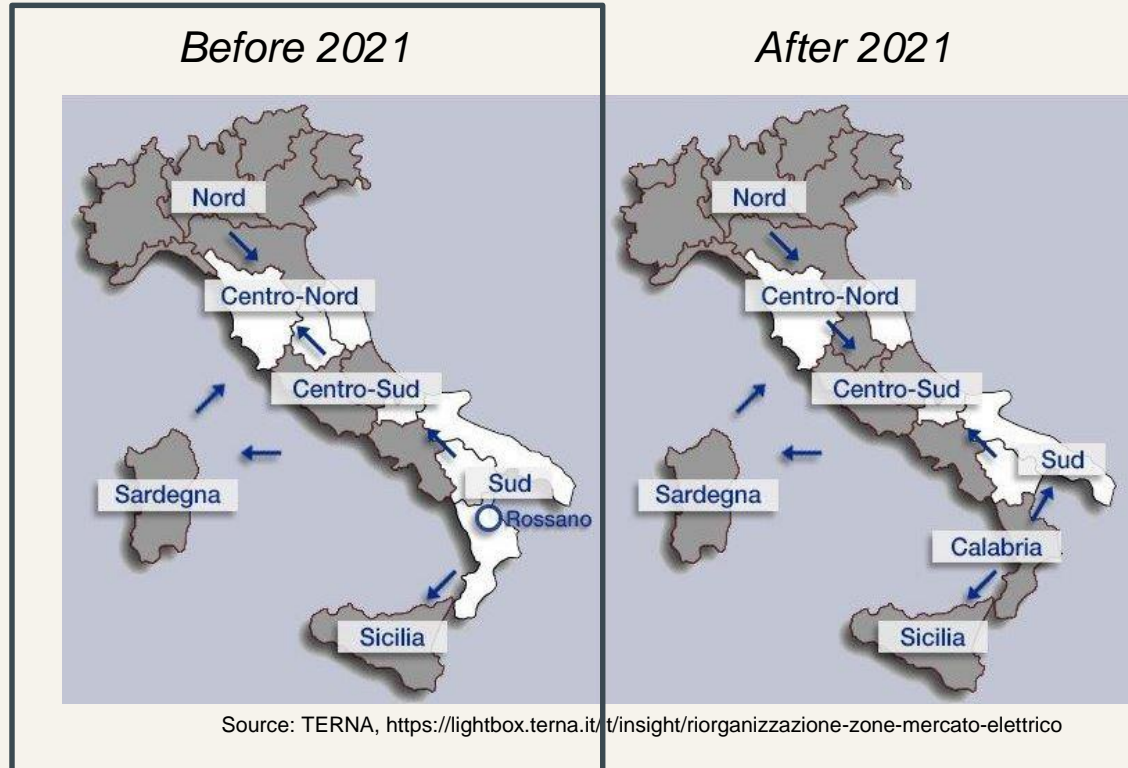 Before 2021
Nord
Centro-Nord
Centro-Sud
Sardegna
Sud
Rossano
Sicilia
After 2021
Nord
Centro-Nord
Centro-Sud
Sardegna
Sud
Calabria
Sicilia
Source: TERNA, https://lightbox.terna.it/it/insight/riorganizzazione-zone-mercato-elettrico